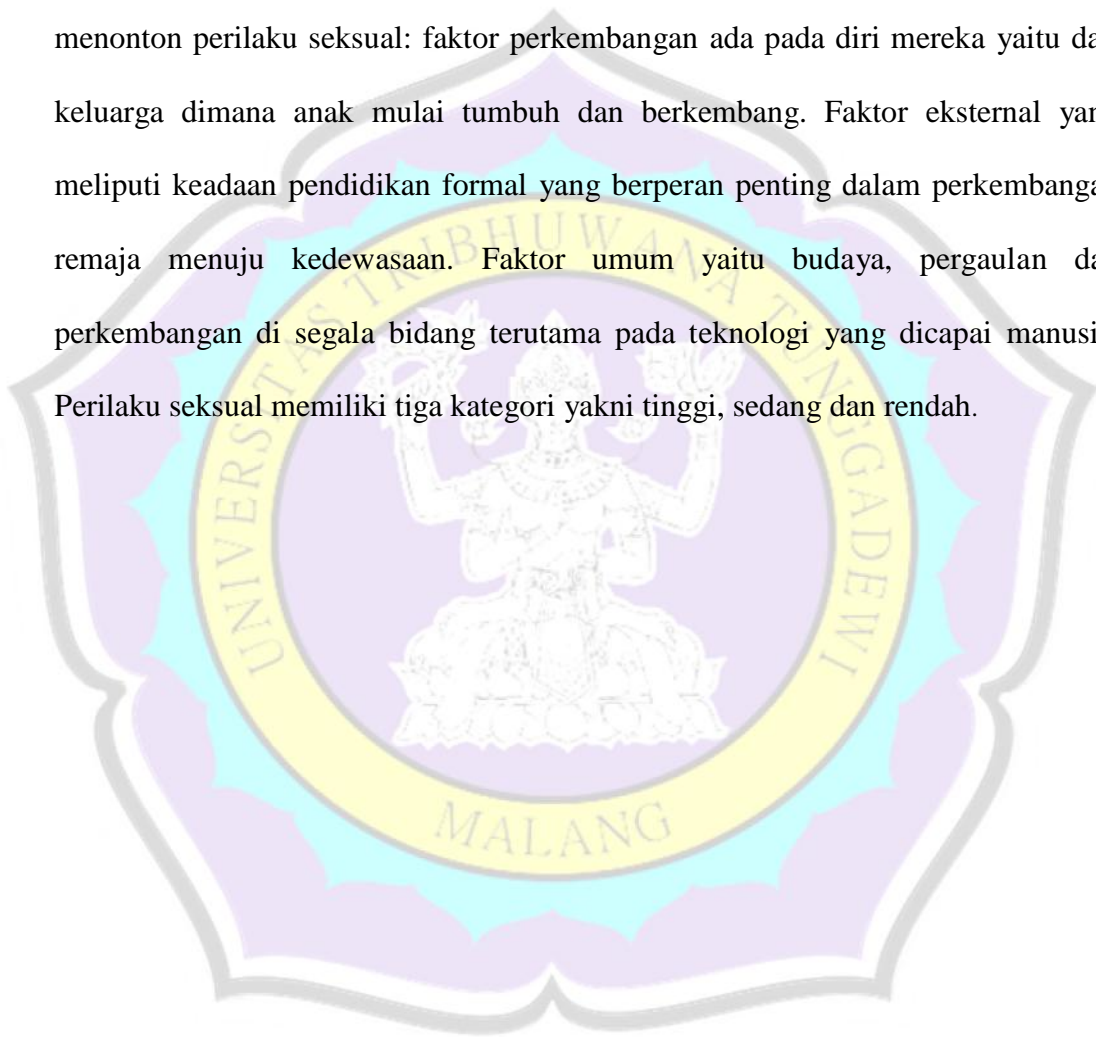 menonton perilaku seksual: faktor perkembangan ada pada diri mereka yaitu da
keluarga dimana anak mulai tumbuh dan berkembang. Faktor eksternal yan
meliputi keadaan pendidikan formal yang berperan penting dalam perkembanga
remaja menuju kedewasaan. Faktor umum yaitu budaya, pergaulan da
perkembangan di segala bidang terutama pada teknologi yang dicapai manusi
Perilaku seksual memiliki tiga kategori yakni tinggi, sedang dan rendah.
UNIVERSITAS TRIBHUWANA TUNGGADEWI
MALANG